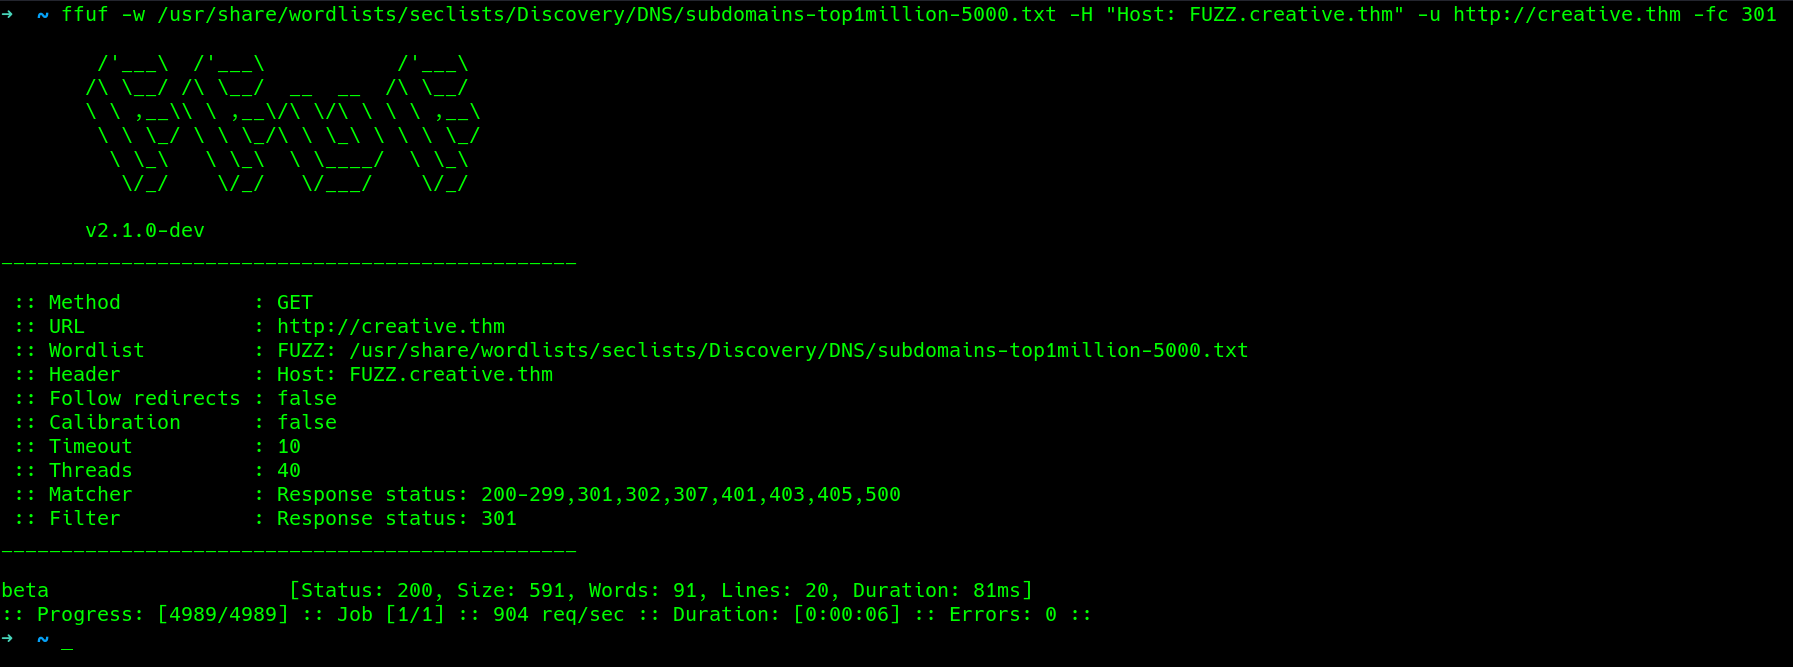 →  ~ ffuf -w /usr/share/wordlists/seclists/Discovery/DNS/subdomains-top1million-5000.txt -H "Host: FUZZ.creative.thm" -u http://creative.thm -fc 301

        /'___\  /'___\           /'___\
       /\ \__/ /\ \__/  __  __  /\ \__/
       \ \ ,__\\ \ ,__\/\ \/\ \ \ \ ,__\
        \ \ \_/ \ \ \_/\ \ \_\ \ \ \ \_/
         \ \_\   \ \_\  \ \____/  \ \_\
          \/_/    \/_/   \/___/    \/_/

       v2.1.0-dev
________________________________________________

 :: Method           : GET
 :: URL              : http://creative.thm
 :: Wordlist         : FUZZ: /usr/share/wordlists/seclists/Discovery/DNS/subdomains-top1million-5000.txt
 :: Header           : Host: FUZZ.creative.thm
 :: Follow redirects : false
 :: Calibration      : false
 :: Timeout          : 10
 :: Threads          : 40
 :: Matcher          : Response status: 200-299,301,302,307,401,403,405,500
 :: Filter           : Response status: 301
________________________________________________

beta                    [Status: 200, Size: 591, Words: 91, Lines: 20, Duration: 81ms]
:: Progress: [4989/4989] :: Job [1/1] :: 904 req/sec :: Duration: [0:00:06] :: Errors: 0 ::
→  ~ _